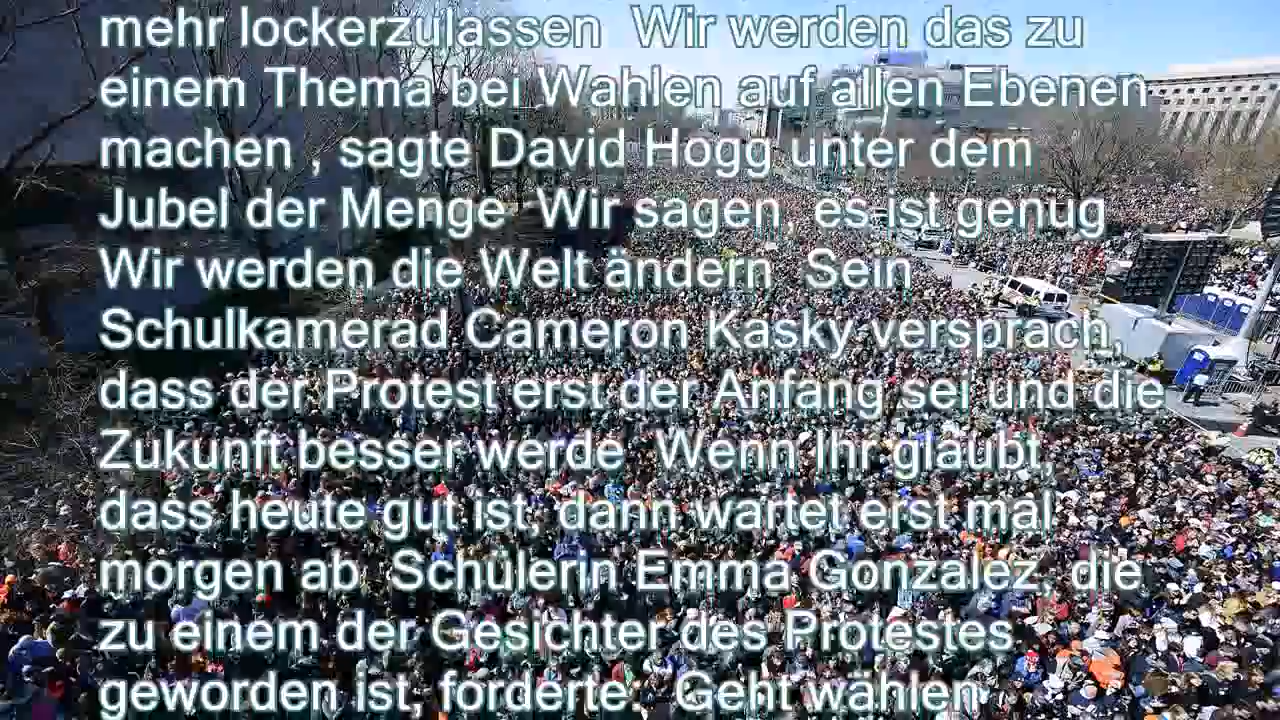 mehr lockerzulassen  Wir werden das zu
einem Thema bei Wahlen auf allen Ebenen
machen , sagte David Hogg unter dem
Jubel der Menge  Wir sagen, es ist genug
Wir werden die Welt ändern  Sein
Schulkamerad Cameron Kasky versprach,
dass der Protest erst der Anfang sei und die
Zukunft besser werde  Wenn Ihr glaubt,
dass heute gut ist, dann wartet erst mal
morgen ab  Schülerin Emma Gonzalez, die
zu einem der Gesichter des Protestes
geworden ist, forderte:  Geht wählen